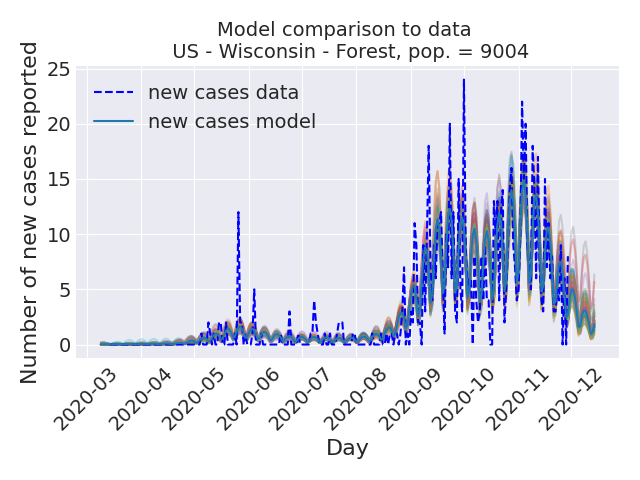 Model comparison to data
US - Wisconsin - Forest, pop. = 9004
Number of new cases reported
25
20
15
10
5
0
new cases data
new cases model
2020-03
2020-04
2020-05
2020-06
2020-07
2020-08
2020-09
2020-10
2020-11
2020-12
Day